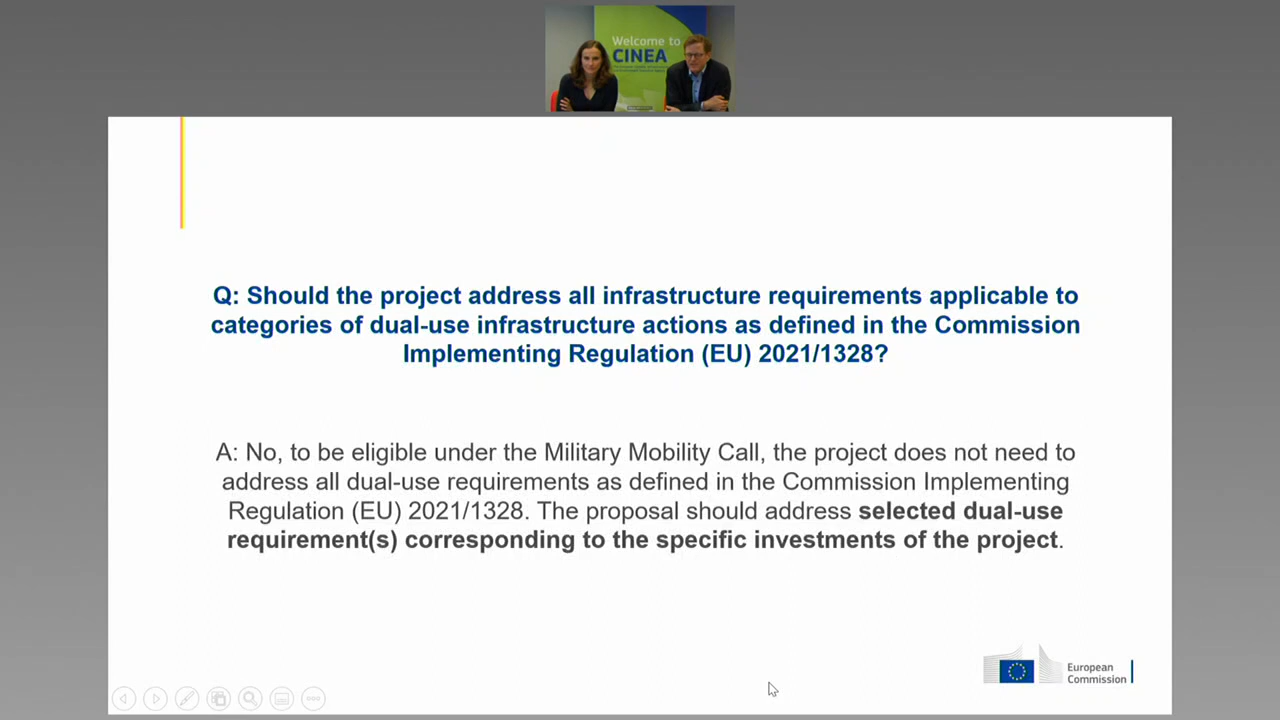 Welcome to
CINEA
Q: Should the project address all infrastructure requirements applicable to
categories of dual-use infrastructure actions as defined in the Commission
Implementing Regulation (EU) 2021/1328?
A: No, to be eligible under the Military Mobility Call, the project does not need to
address all dual-use requirements as defined in the Commission Implementing
Regulation (EU) 2021/1328. The proposal should address selected dual-use
requirement(s) corresponding to the specific investments of the project.
European
Commission